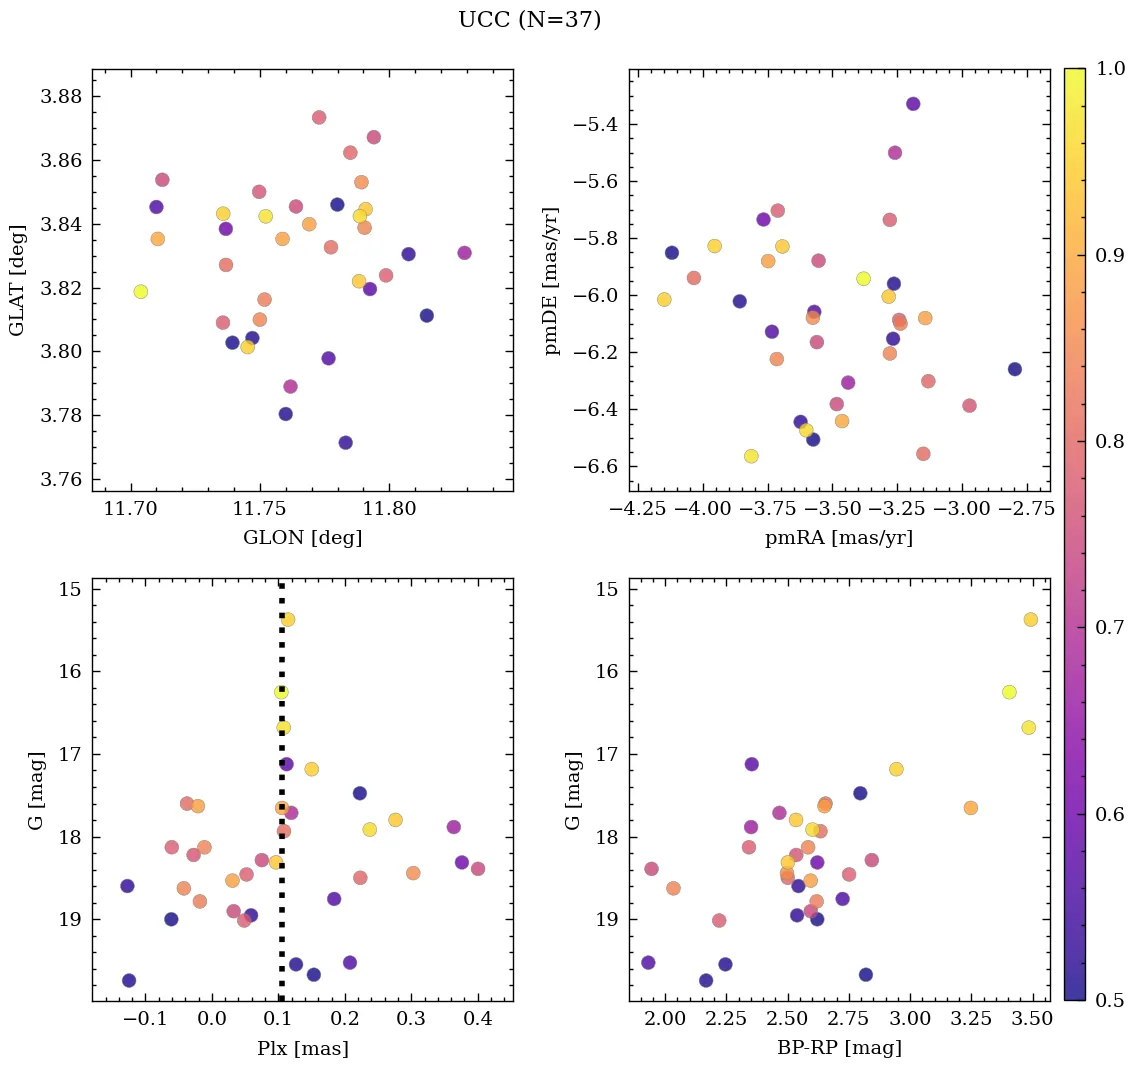 UCC (N=37)
3.88
3.86
3.84
3.82
3.80
3.78
3.76
GLAT [deg]
11.70 11.75 11.80
GLON [deg]
−5.4
−5.6
−5.8
−6.0
−6.2
−6.4
−6.6
pmDE [mas/yr]
−4.25 −4.00 −3.75 −3.50 −3.25 −3.00 −2.75
pmRA [mas/yr]
15
16
17
18
19
G [mag]
−0.1 0.0 0.1 0.2 0.3 0.4
Plx [mas]
15
16
17
18
19
G [mag]
2.00 2.25 2.50 2.75 3.00 3.25 3.50
BP-RP [mag]
1.0
0.9
0.8
0.7
0.6
0.5